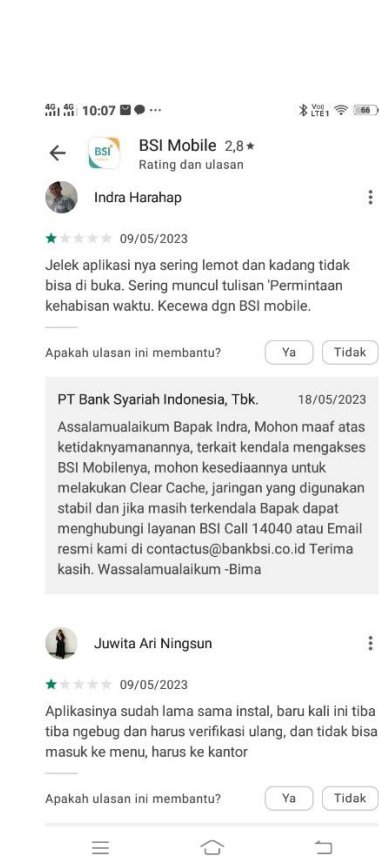 4G 4G 10:07
VoJ LTE1 66
BSI
BSI Mobile 2,8★
Rating dan ulasan
Indra Harahap
★★★★★ 09/05/2023
Jelek aplikasi nya sering lemot dan kadang tidak
bisa di buka. Sering muncul tulisan 'Permintaan
kehabisan waktu. Kecewa dgn BSI mobile.
Apakah ulasan ini membantu? Ya Tidak
PT Bank Syariah Indonesia, Tbk. 18/05/2023
Assalamualaikum Bapak Indra, Mohon maaf atas
ketidaknyamanannya, terkait kendala mengakses
BSI Mobilenya, mohon kesediaannya untuk
melakukan Clear Cache, jaringan yang digunakan
stabil dan jika masih terkendala Bapak dapat
menghubungi layanan BSI Call 14040 atau Email
resmi kami di contactus@bankbsi.co.id Terima
kasih. Wassalamualaikum -Bima
Juwita Ari Ningsun
★★★★★ 09/05/2023
Aplikasinya sudah lama sama instal, baru kali ini tiba
tiba ngebug dan harus verifikasi ulang, dan tidak bisa
masuk ke menu, harus ke kantor
Apakah ulasan ini membantu? Ya Tidak